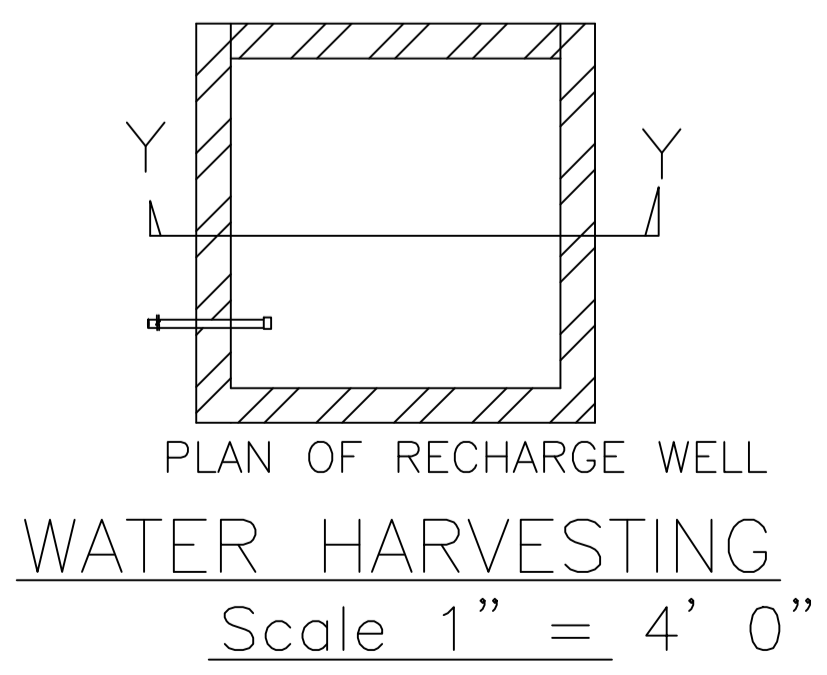 Y Y
PLAN OF RECHARGE WELL
WATER HARVESTING
Scale 1" = 4' 0"